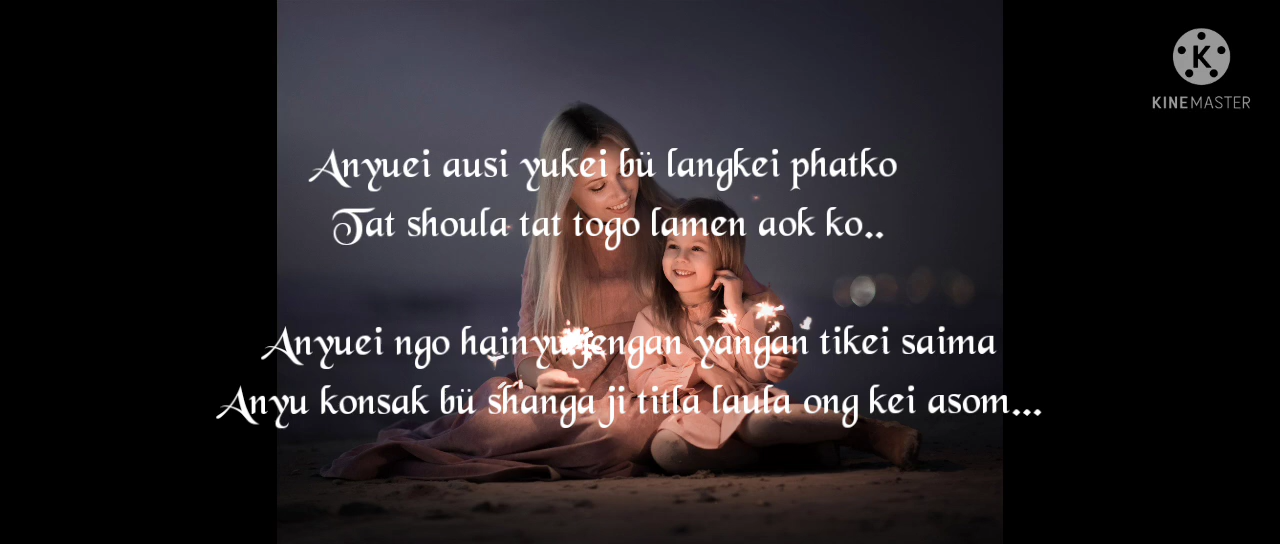 KINEMASTER
Anyuei ausi yukei bü langkei phatko
Tat shoula tat togo lamen aok ko..
Anyuei ngo hainyu jengan yangan tikei saima
Anyu konsak bü shanga ji titla laula ong kei asom...